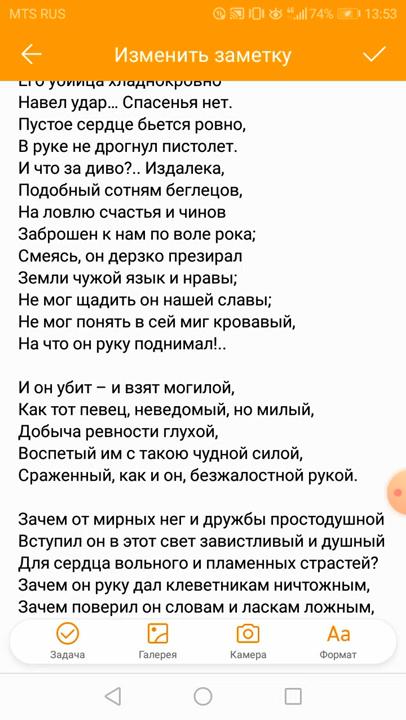 MTS RUS
74%
13:53
Изменить заметку
Его убийца хладнокровно
Навел удар... Спасенья нет.
Пустое сердце бьется ровно,
В руке не дрогнул пистолет.
И что за диво?.. Издалека,
Подобный сотням беглецов,
На ловлю счастья и чинов
Заброшен к нам по воле рока;
Смеясь, он дерзко презирал
Земли чужой язык и нравы;
Не мог щадить он нашей славы;
Не мог понять в сей миг кровавый,
На что он руку поднимал!..
И он убит – и взят могилой,
Как тот певец, неведомый, но милый,
Добыча ревности глухой,
Воспетый им с такою чудной силой,
Сраженный, как и он, безжалостной рукой.
Зачем от мирных нег и дружбы простодушной
Вступил он в этот свет завистливый и душный
Для сердца вольного и пламенных страстей?
Зачем он руку дал клеветникам ничтожным,
Зачем поверил он словам и ласкам ложным,
Задача
Галерея
Камера
Aa
Формат